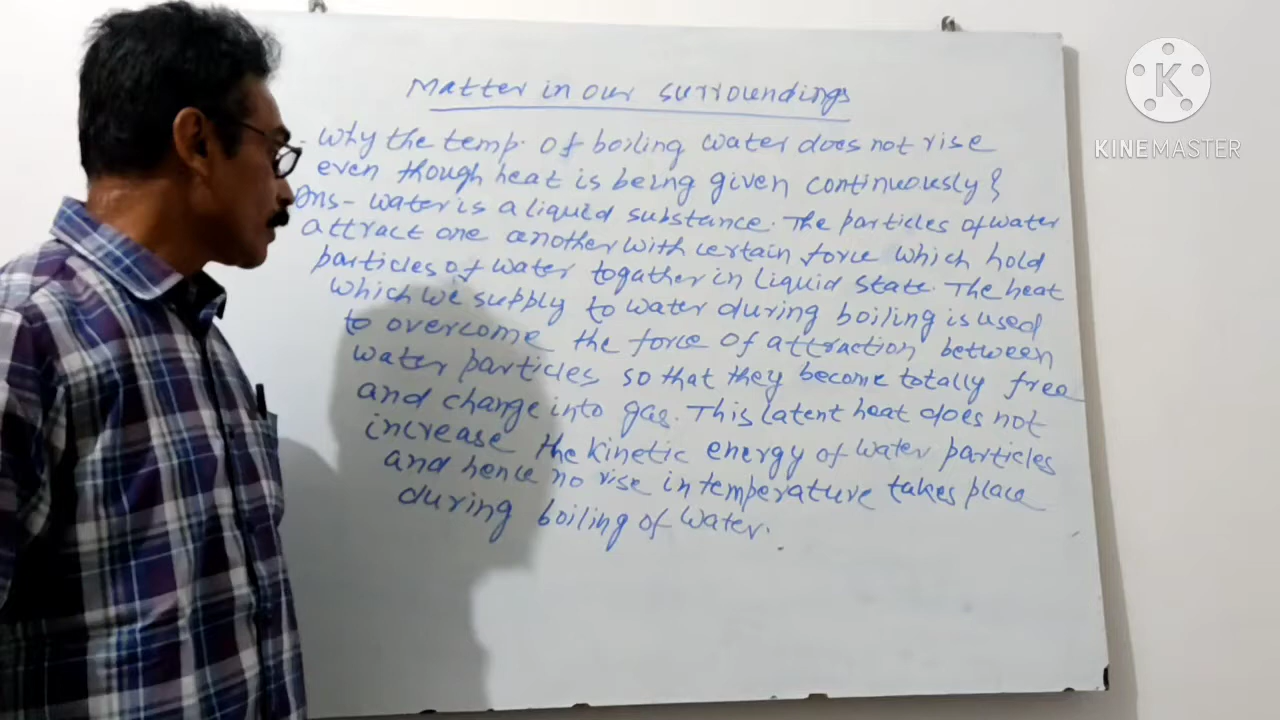 Matter in our surroundings
- Why the temp. of boiling water does not rise
even though heat is being given continuously ?
Ans - water is a liquid substance. The particles of water
attract one another with certain force which hold
particles of water togather in liquid state. The heat
which we supply to water during boiling is used
to overcome the force of attraction between
water particles so that they become totally free
and change into gas. This latent heat does not
increase the kinetic energy of water particles
and hence no rise in temperature takes place
during boiling of water.
K
KINEMASTER